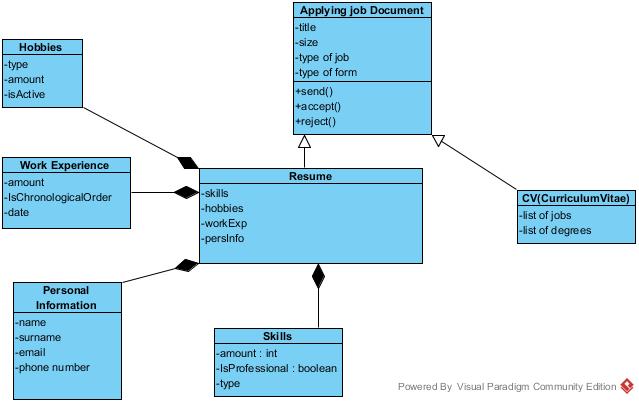 Applying job Document
-title
-size
-type of job
-type of form
+send()
+accept()
+reject()
Hobbies
-type
-amount
-isActive
Work Experience
-amount
-IsChronologicalOrder
-date
Resume
-skills
-hobbies
-workExp
-persInfo
CV(CurriculumVitae)
-list of jobs
-list of degrees
Personal
Information
-name
-surname
-email
-phone number
Skills
-amount : int
-IsProfessional : boolean
-type
Powered By Visual Paradigm Community Edition